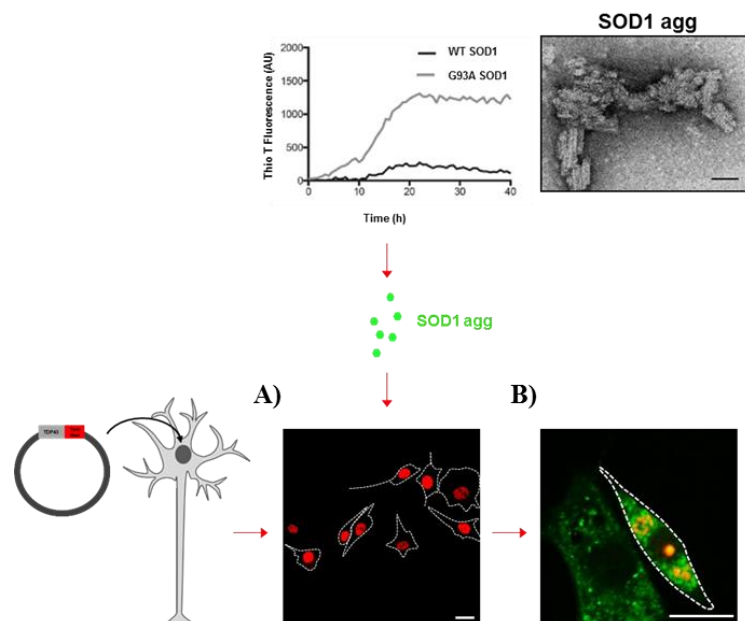 SOD1 agg
WT SOD1
G93A SOD1
Thio T Fluorescence (AU)
2000
1500
1000
500
0
0 10 20 30 40
Time (h)
SOD1 agg
A)
B)
TDP43